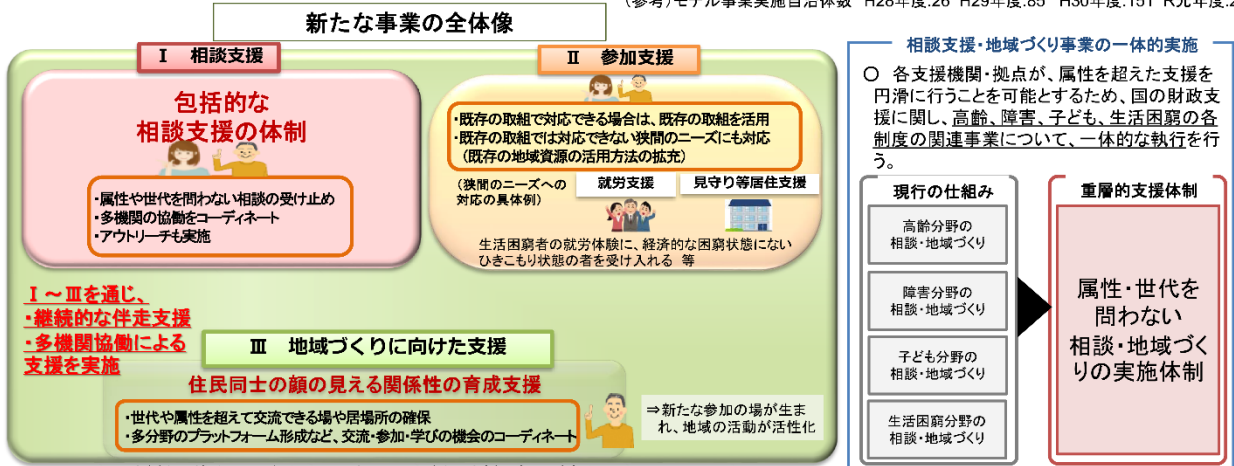 (参考)モデル事業実施自治体数 H28年度:26 H29年度:85 H30年度:151 R元年度:2
新たな事業の全体像
Ⅰ 相談支援
包括的な
相談支援の体制
・属性や世代を問わない相談の受け止め
・多機関の協働をコーディネート
・アウトリーチも実施
Ⅱ 参加支援
・既存の取組で対応できる場合は、既存の取組を活用
・既存の取組では対応できない狭間のニーズにも対応
(既存の地域資源の活用方法の拡充)
(狭間のニーズへの
対応の具体例)
就労支援
見守り等居住支援
生活困窮者の就労体験に、経済的な困窮状態にない
ひきこもり状態の者を受け入れる 等
Ⅰ~Ⅲを通じ、
・継続的な伴走支援
・多機関協働による
支援を実施
Ⅲ 地域づくりに向けた支援
住民同士の顔の見える関係性の育成支援
・世代や属性を超えて交流できる場や居場所の確保
・多分野のプラットフォーム形成など、交流・参加・学びの機会のコーディネート
⇒新たな参加の場が生ま
れ、地域の活動が活性化
相談支援・地域づくり事業の一体的実施
○ 各支援機関・拠点が、属性を超えた支援を
円滑に行うことを可能とするため、国の財政支
援に関し、高齢、障害、子ども、生活困窮の各
制度の関連事業について、一体的な執行を行
う。
現行の仕組み
高齢分野の
相談・地域づくり
障害分野の
相談・地域づくり
子ども分野の
相談・地域づくり
生活困窮分野の
相談・地域づくり
重層的支援体制
属性・世代を
問わない
相談・地域づく
りの実施体制